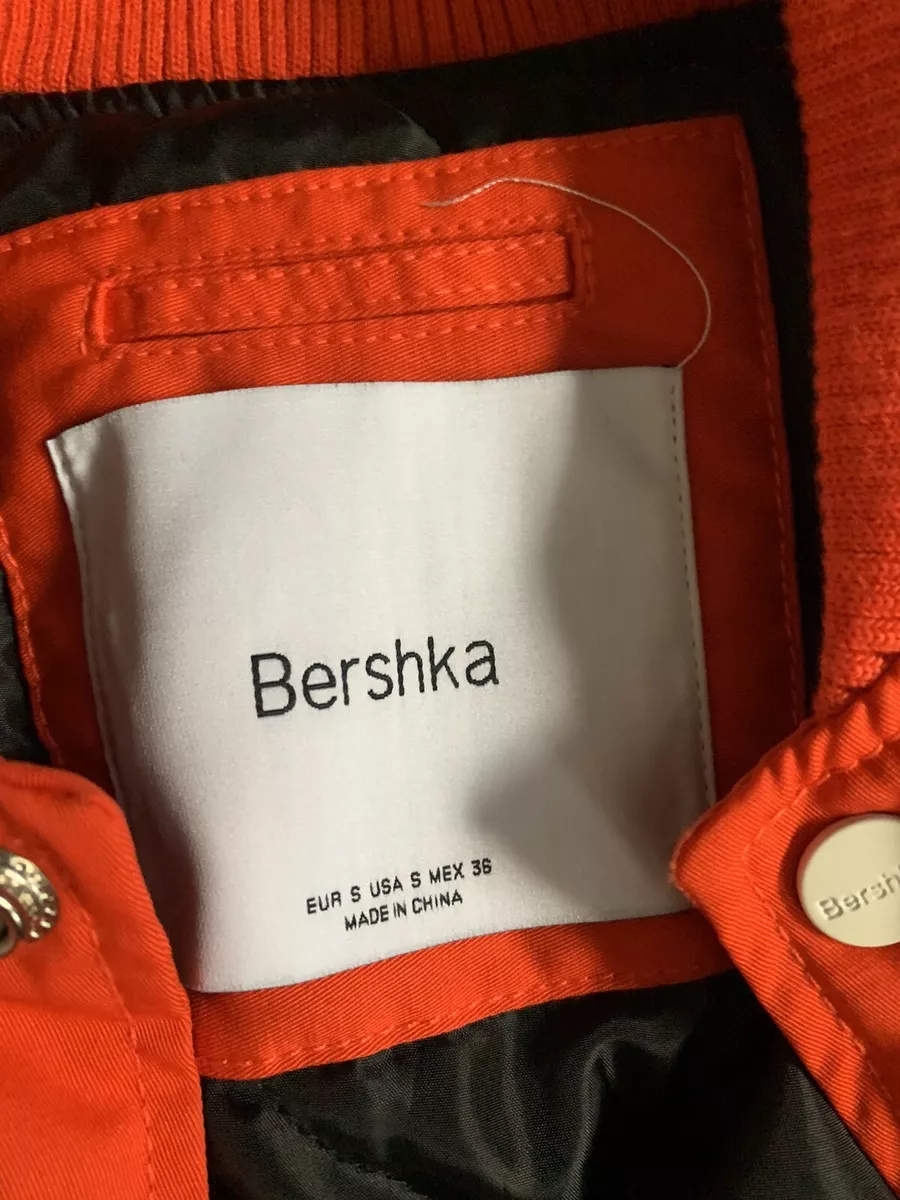 Bershka
EUR S USA S MEX 36
MADE IN CHINA
Bersh